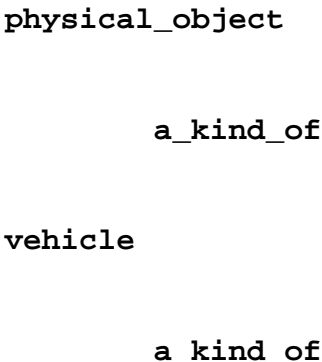 physical_object
a_kind_of
vehicle
a kind of